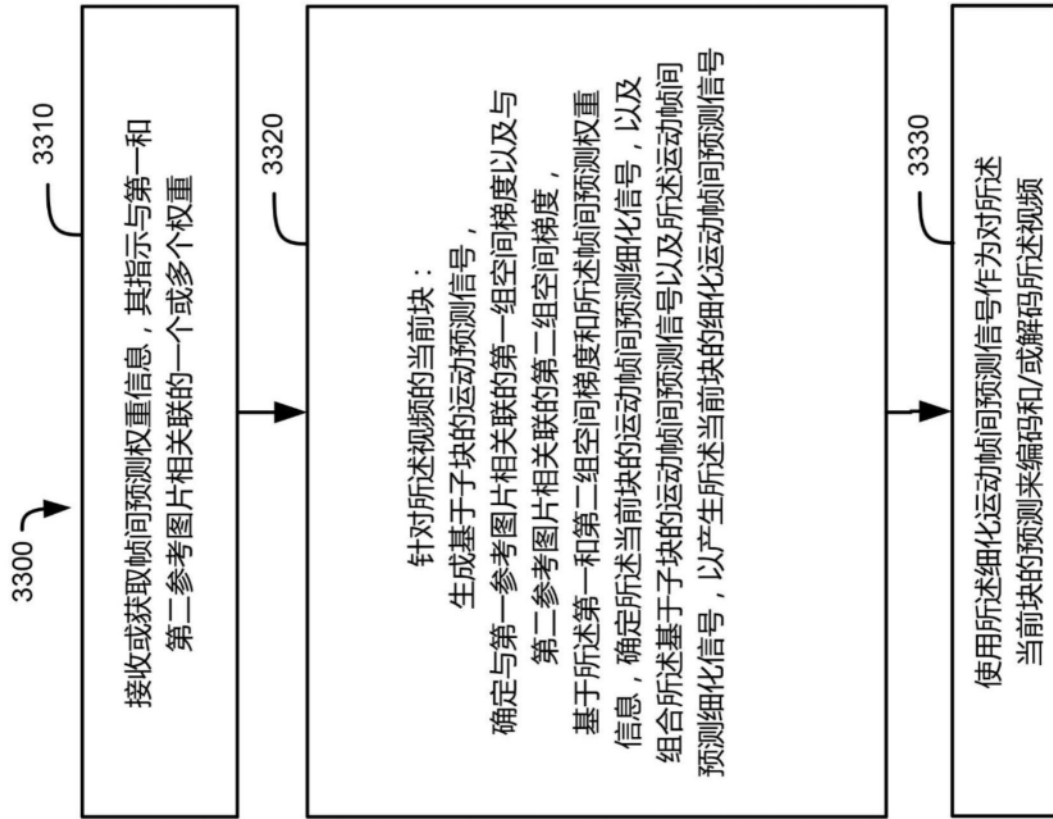 3300
3310
接收或获取帧间预测权重信息，其指示与第一和
第二参考图片相关联的一个或多个权重
3320
针对所述视频的当前块：
生成基于子块的运动预测信号，
确定与第一参考图片相关联的第一组空间梯度以及与
第二参考图片相关联的第二组空间梯度，
基于所述第一和第二组空间梯度和所述帧间预测权重
信息，确定所述当前块的运动帧间预测细化信号，以及
组合所述基于子块的运动帧间预测信号以及所述运动帧间
预测细化信号，以产生所述当前块的细化运动帧间预测信号
3330
使用所述细化运动帧间预测信号作为对所述
当前块的预测来编码和/或解码所述视频